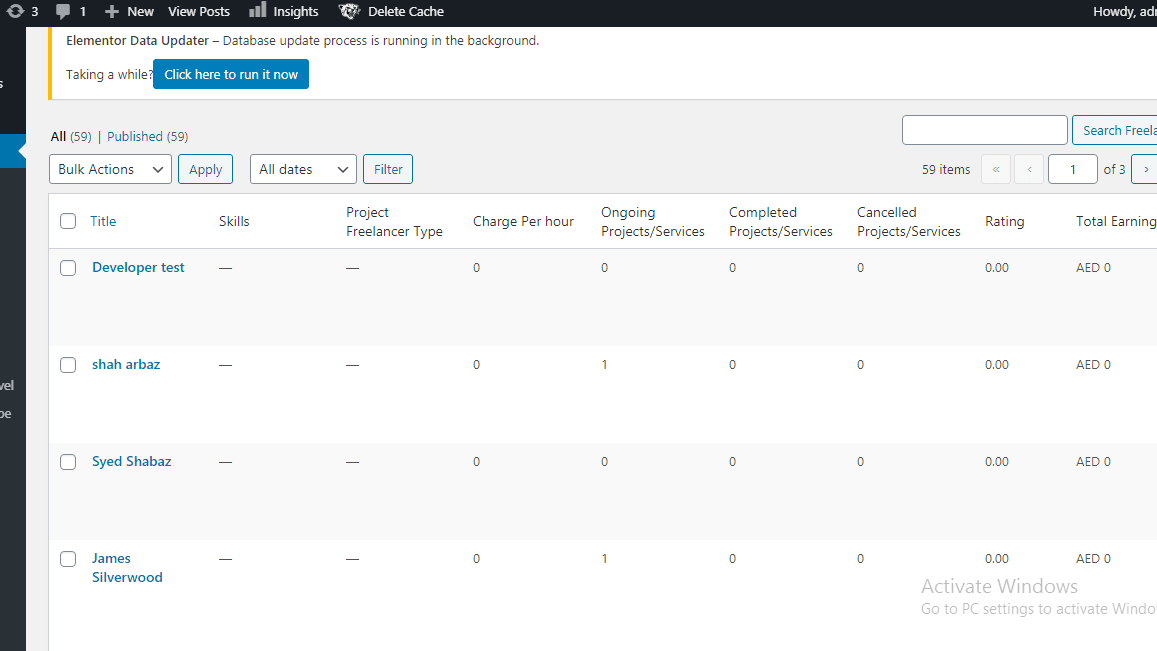 3 1 New View Posts Insights Delete Cache Howdy, adr
Elementor Data Updater – Database update process is running in the background.
Taking a while? Click here to run it now
s
All (59) | Published (59) Search Freela
Bulk Actions Apply All dates Filter 59 items « ‹ 1 of 3 ›
Title Skills Project Freelancer Type Charge Per hour Ongoing Projects/Services Completed Projects/Services Cancelled Projects/Services Rating Total Earning
Developer test — — 0 0 0 0 0.00 AED 0
shah arbaz — — 0 1 0 0 0.00 AED 0
vel
pe
Syed Shabaz — — 0 0 0 0 0.00 AED 0
James Silverwood — — 0 1 0 0 0.00 AED 0
Activate Windows
Go to PC settings to activate Windo